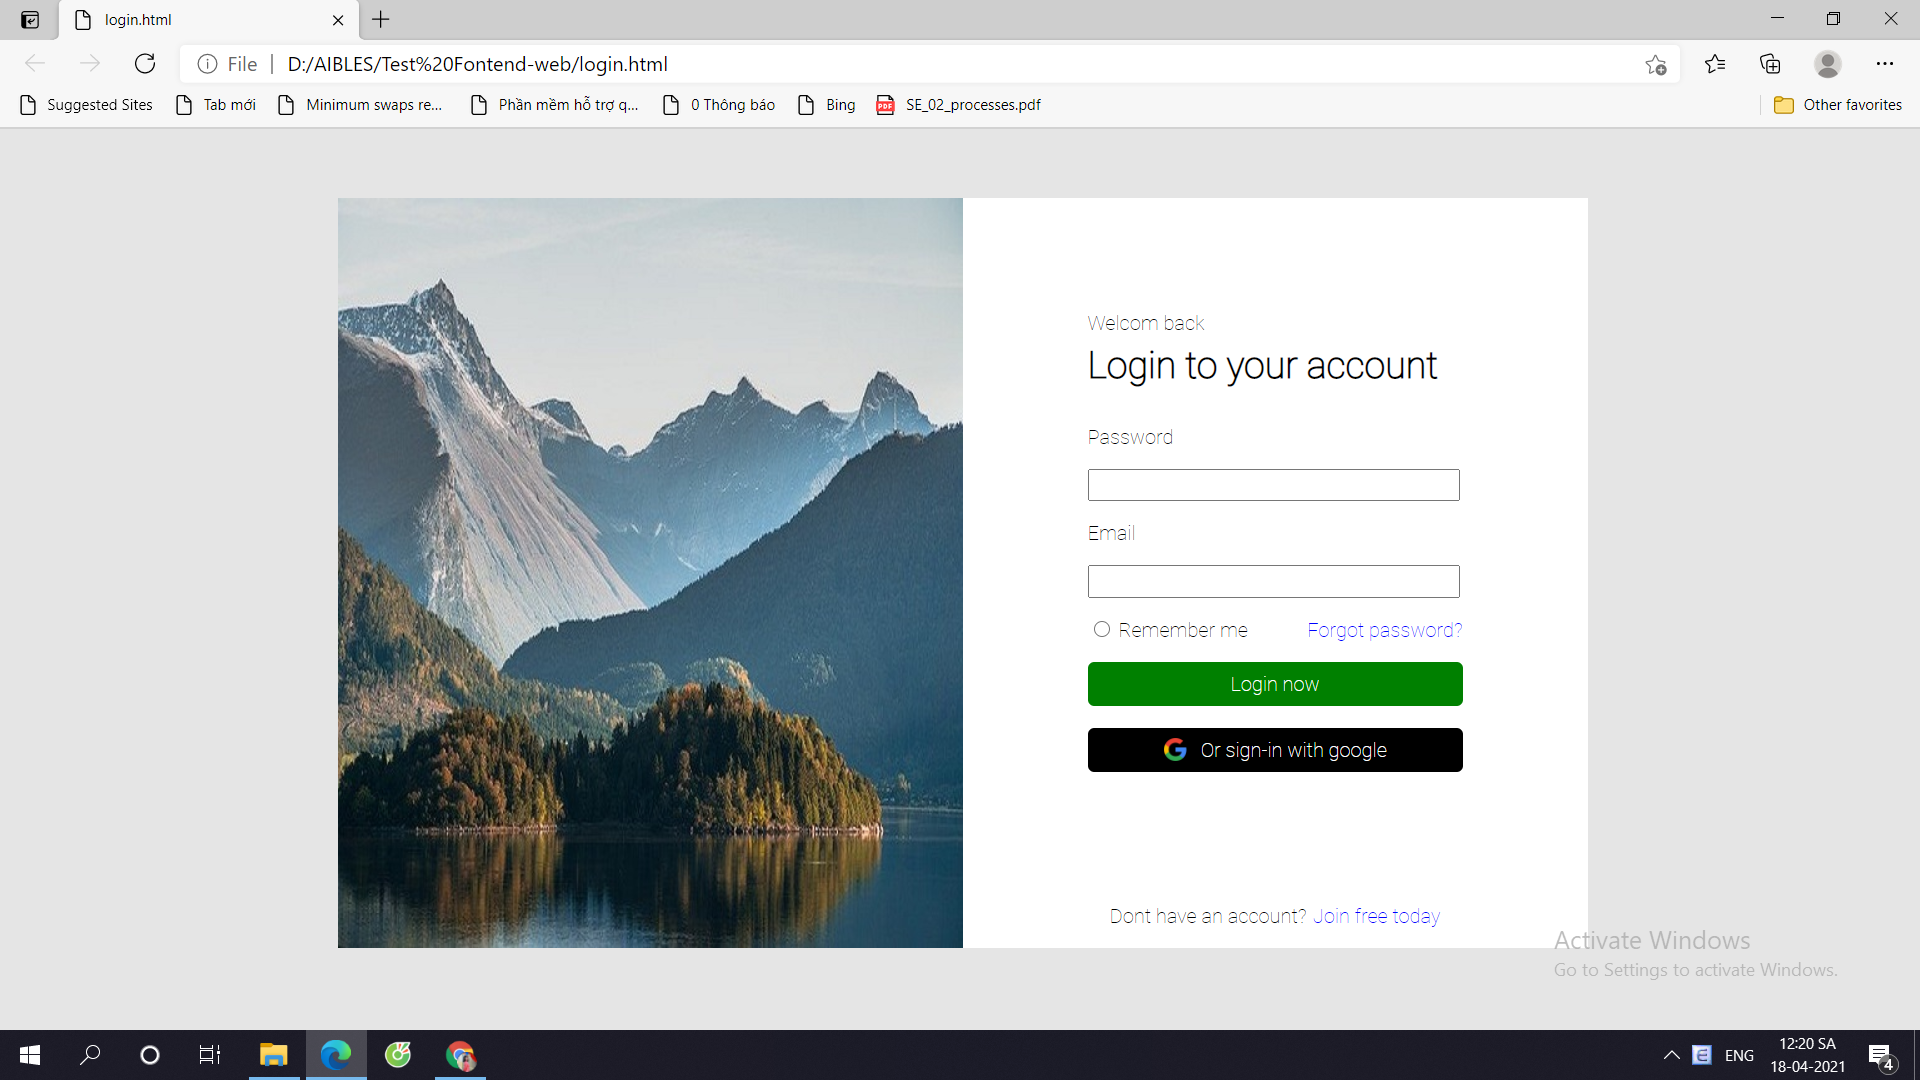 login.html
File
D:/AIBLES/Test%20Fontend-web/login.html
Suggested Sites
Tab mới
Minimum swaps re...
Phần mềm hỗ trợ q...
0 Thông báo
Bing
PDF
SE_02_processes.pdf
Other favorites
Welcom back
Login to your account
Password
Email
Remember me
Forgot password?
Login now
Or sign-in with google
Dont have an account? Join free today
Activate Windows
Go to Settings to activate Windows.
E
ENG
12:20 SA
18-04-2021
4